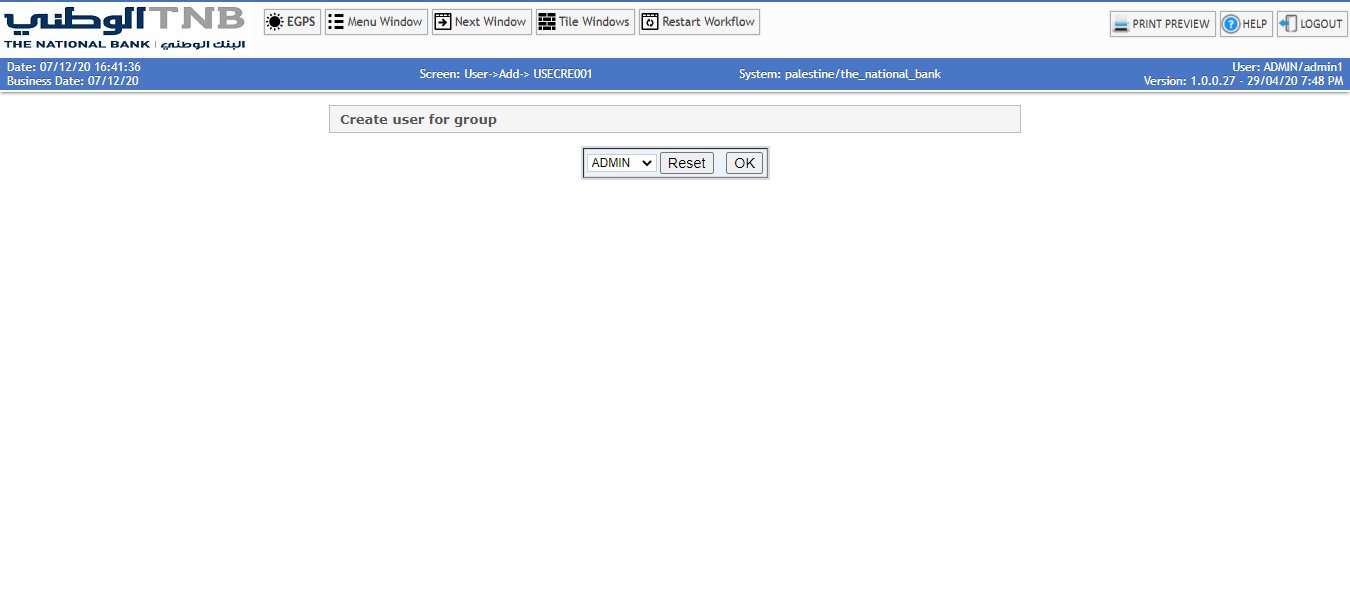 الوطني TNB
THE NATIONAL BANK | البنك الوطني
EGPS
Menu Window
Next Window
Tile Windows
Restart Workflow
PRINT PREVIEW
HELP
LOGOUT
Date: 07/12/20 16:41:36
Business Date: 07/12/20
Screen: User->Add-> USECRE001
System: palestine/the_national_bank
User: ADMIN/admin1
Version: 1.0.0.27 - 29/04/20 7:48 PM
Create user for group
ADMIN
Reset
OK